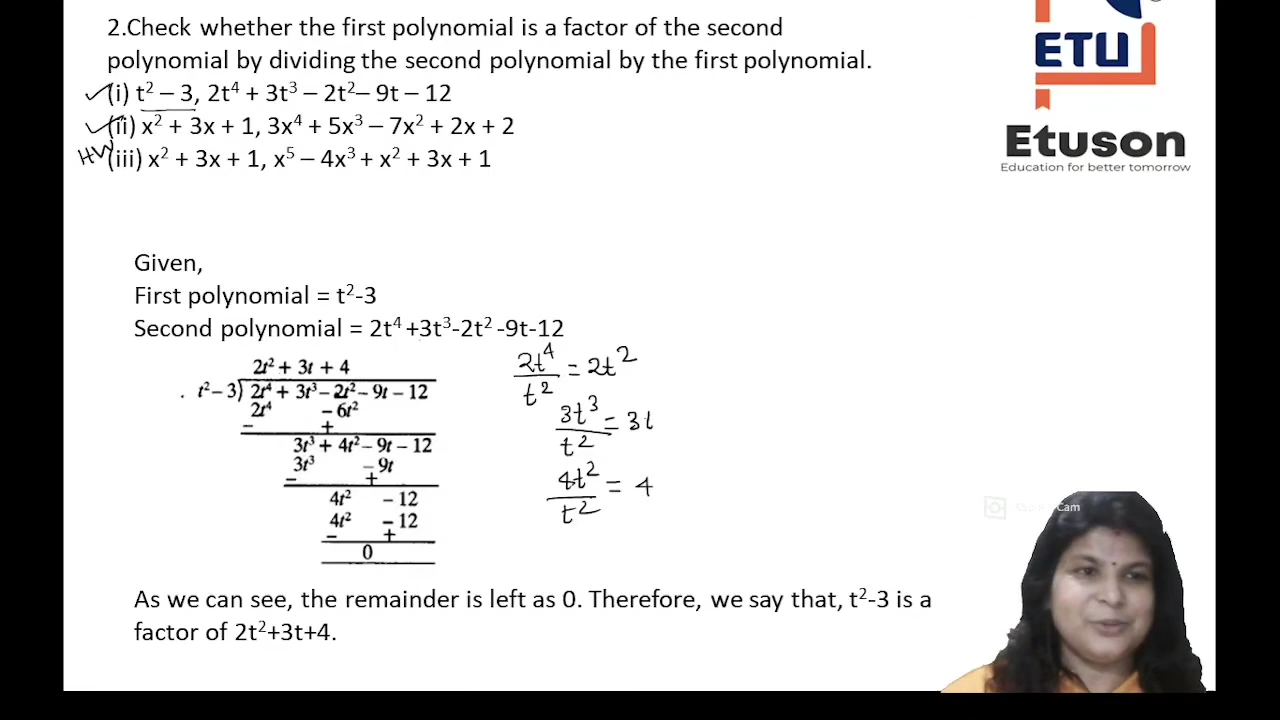 2.Check whether the first polynomial is a factor of the second
polynomial by dividing the second polynomial by the first polynomial.
(i) t² – 3, 2t⁴ + 3t³ – 2t²– 9t – 12
(ii) x² + 3x + 1, 3x⁴ + 5x³ – 7x² + 2x + 2
HW (iii) x² + 3x + 1, x⁵ – 4x³ + x² + 3x + 1
ETU
Etuson
Education for better tomorrow
Given,
First polynomial = t²-3
Second polynomial = 2t⁴ +3t³-2t² -9t-12
2t² + 3t + 4
t² – 3) 2t⁴ + 3t³ – 2t² – 9t – 12
2t⁴ – 6t²
– +
3t³ + 4t² – 9t – 12
3t³ – 9t
– +
4t² – 12
4t² – 12
– +
0
2t⁴/t² = 2t²
3t³/t² = 3t
4t²/t² = 4
Cam
As we can see, the remainder is left as 0. Therefore, we say that, t²-3 is a
factor of 2t²+3t+4.